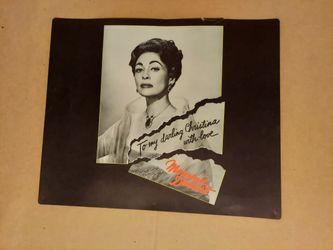 To my darling Christina
with love
Mommie
Dearest